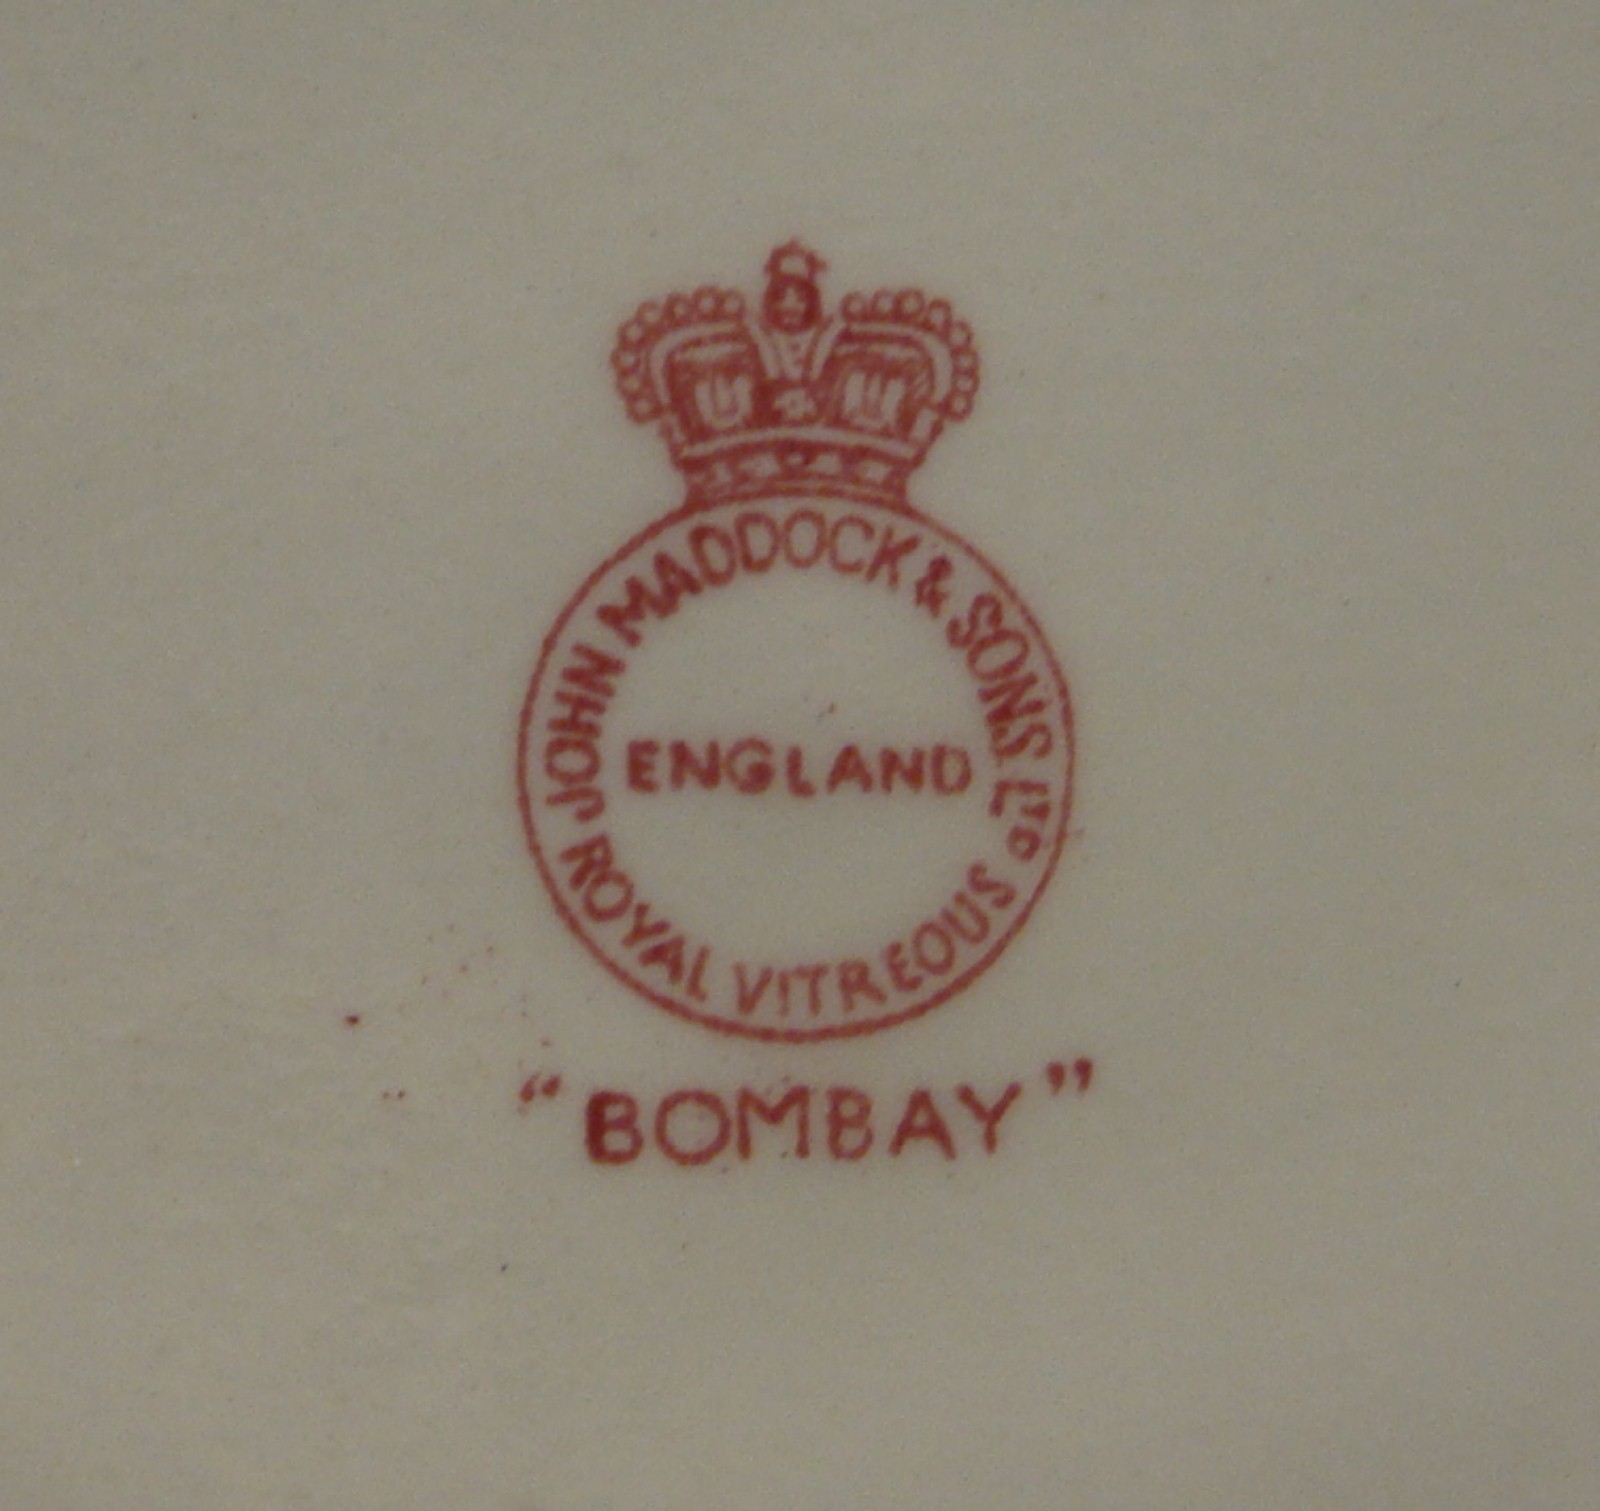 JOHN MADDOCK & SONS LTD
ENGLAND
ROYAL VITREOUS
"BOMBAY"